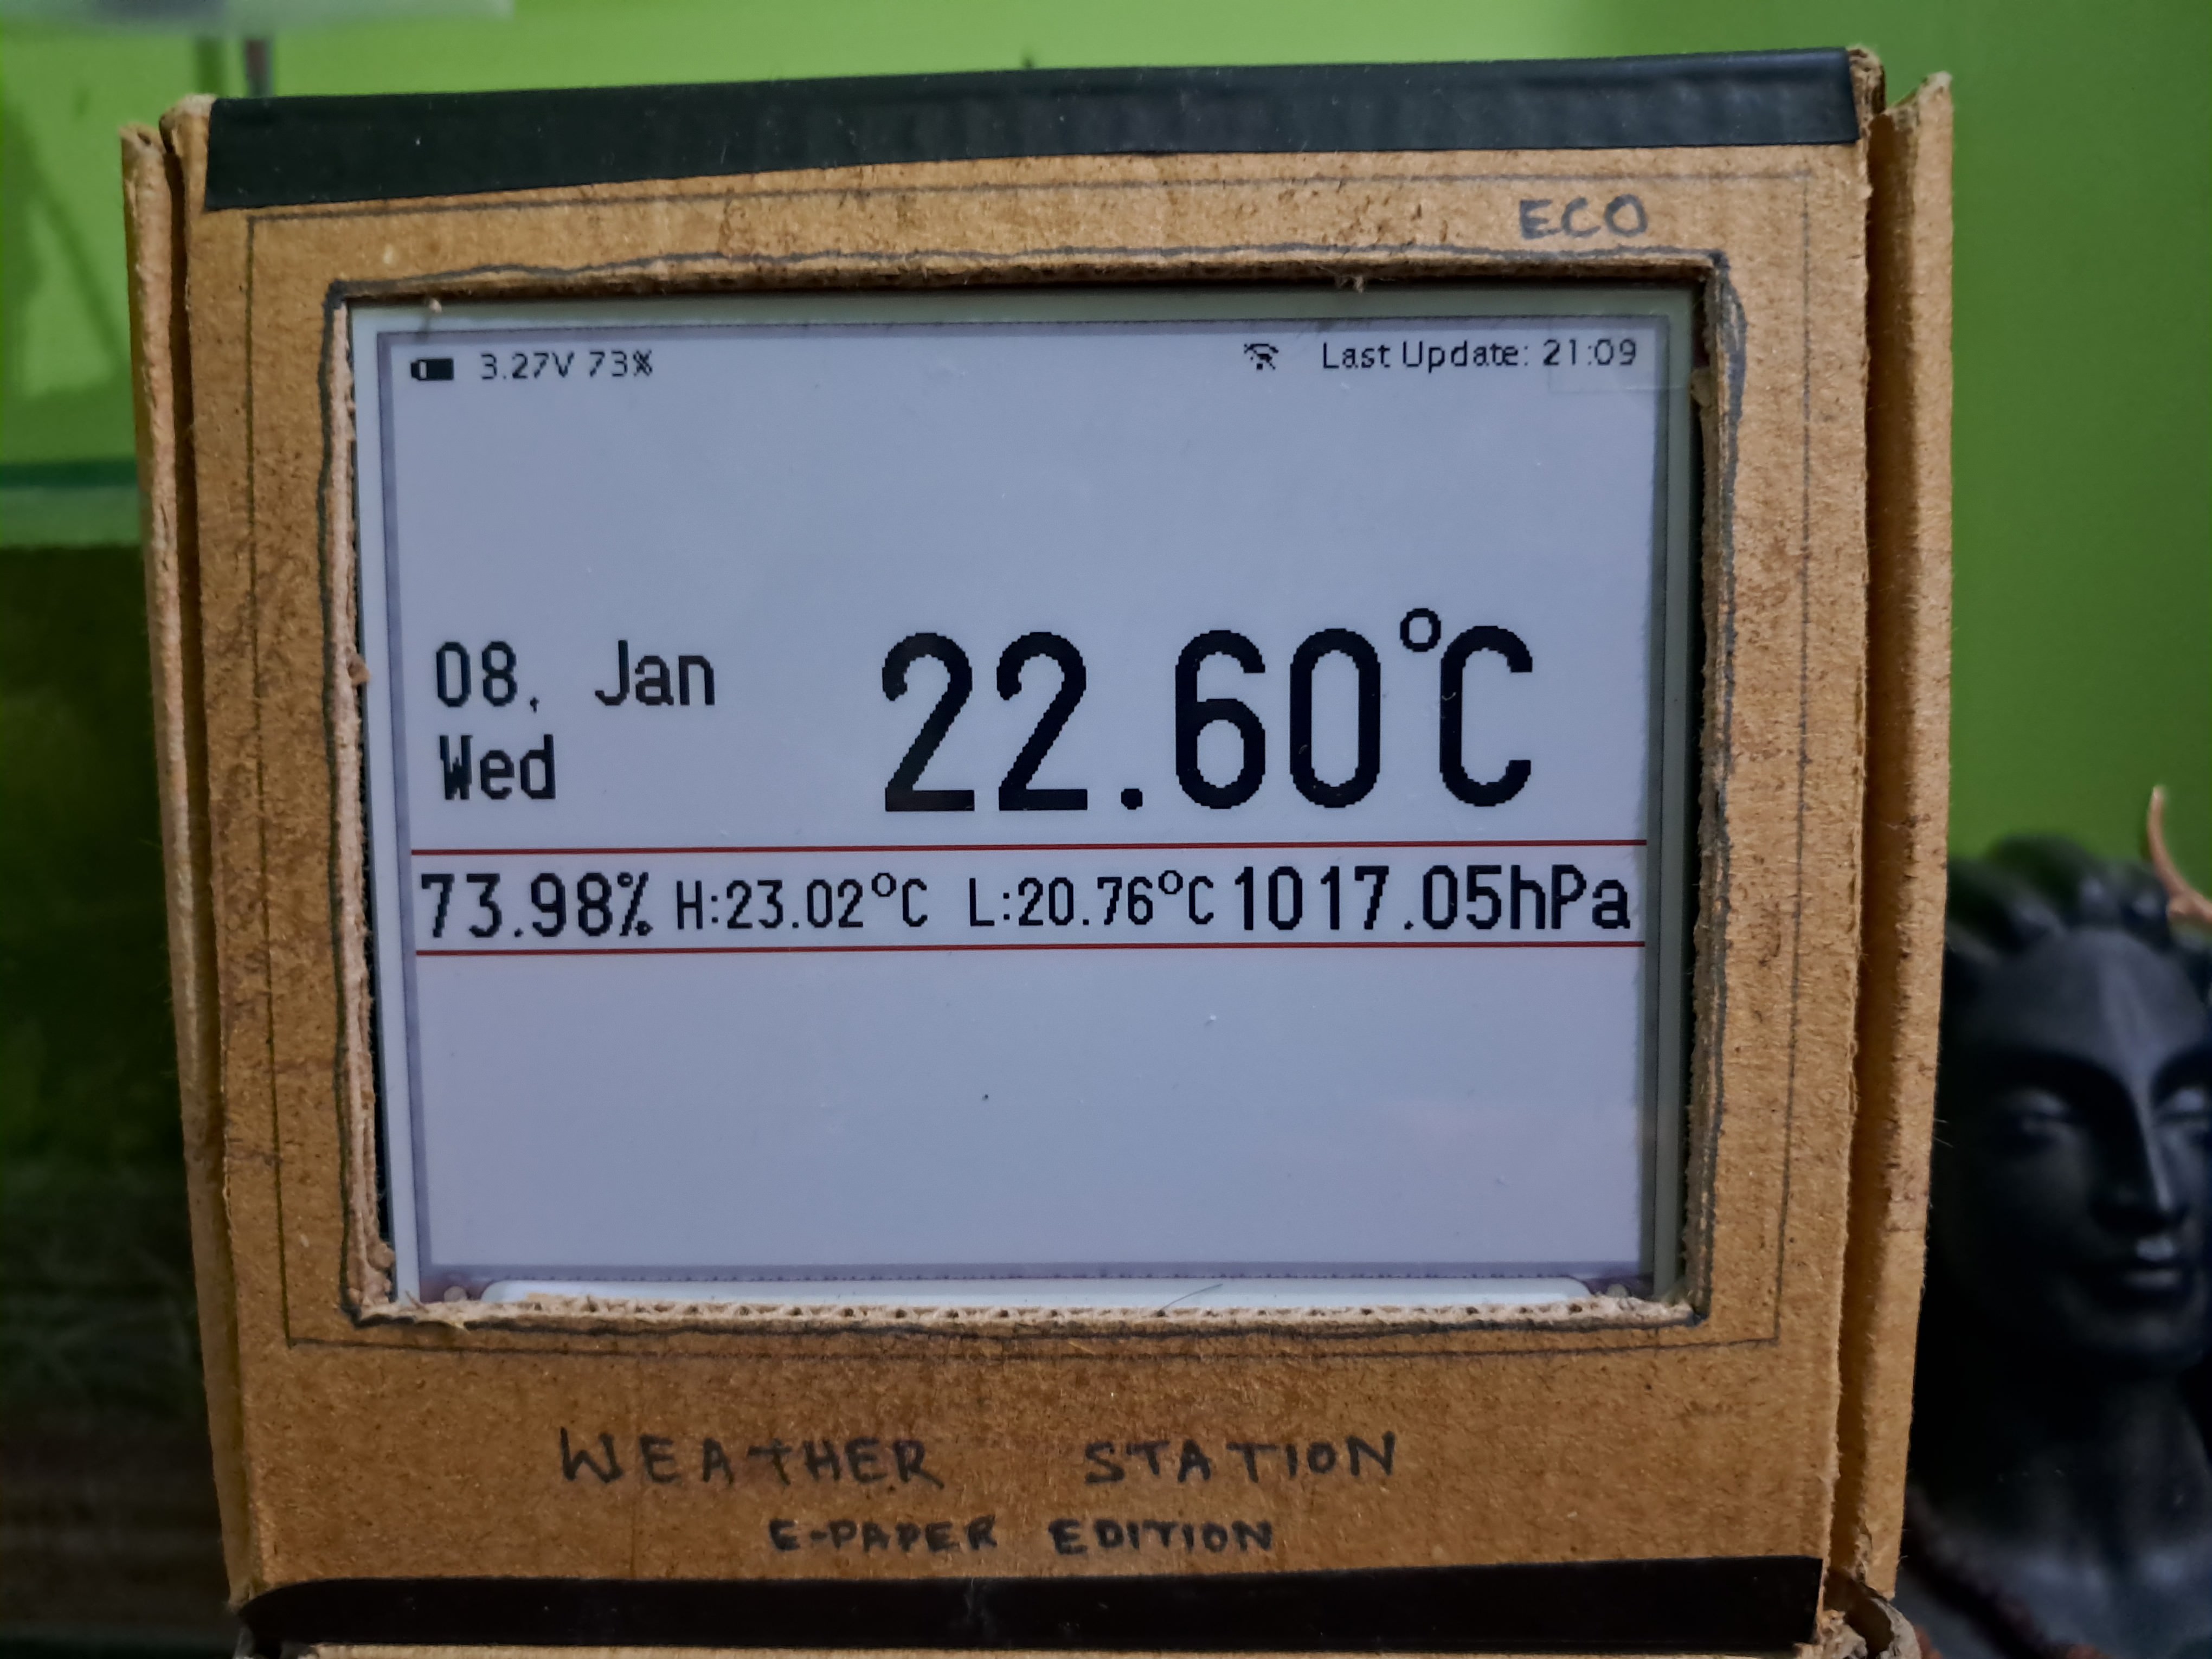 ECO
3.27V 73% Last Update: 21:09
08, Jan 22.60°C
Wed
73.98% H:23.02°C L:20.76°C 1017.05hPa
WEATHER STATION
E-PAPER EDITION